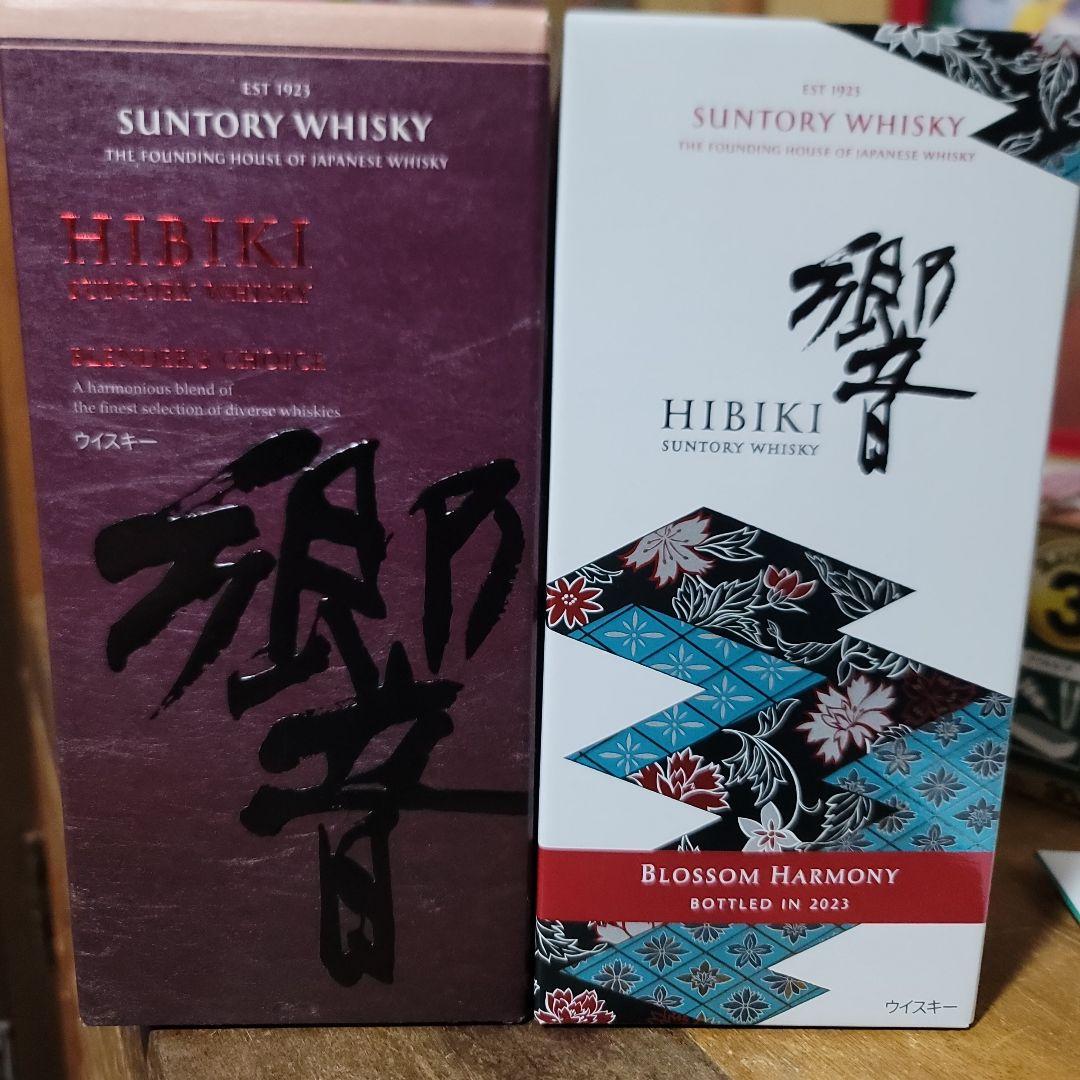 EST 1923
SUNTORY WHISKY
THE FOUNDING HOUSE OF JAPANESE WHISKY
HIBIKI
SUNTORY WHISKY
BLENDER'S CHOICE
A harmonious blend of
the finest selection of diverse whiskies
ウイスキー
響
EST 1923
SUNTORY WHISKY
THE FOUNDING HOUSE OF JAPANESE WHISKY
響
HIBIKI
SUNTORY WHISKY
BLOSSOM HARMONY
BOTTLED IN 2023
ウイスキー
3